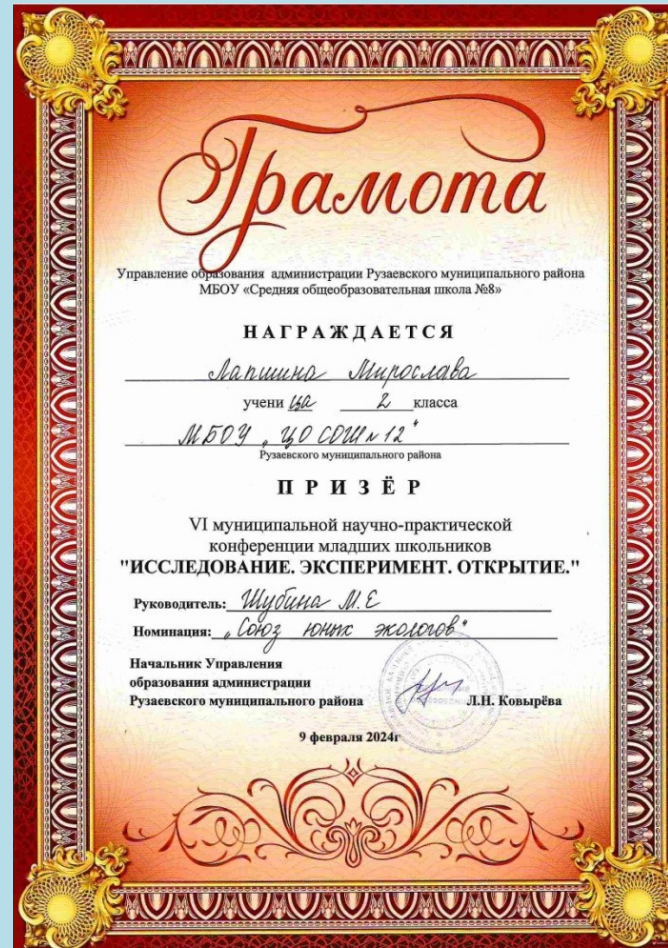 Грамота
Управление образования администрации Рузаевского муниципального района
МБОУ «Средняя общеобразовательная школа №8»
НАГРАЖДАЕТСЯ
Лапшина Мирослава
учени ца 2 класса
МБОУ „ЦО СОШ №12"
Рузаевского муниципального района
ПРИЗЁР
VI муниципальной научно-практической
конференции младших школьников
"ИССЛЕДОВАНИЕ. ЭКСПЕРИМЕНТ. ОТКРЫТИЕ."
Руководитель: Шубина М.Е
Номинация: „Союз юных экологов"
Начальник Управления
образования администрации
Рузаевского муниципального района Л.Н. Ковырёва
9 февраля 2024г